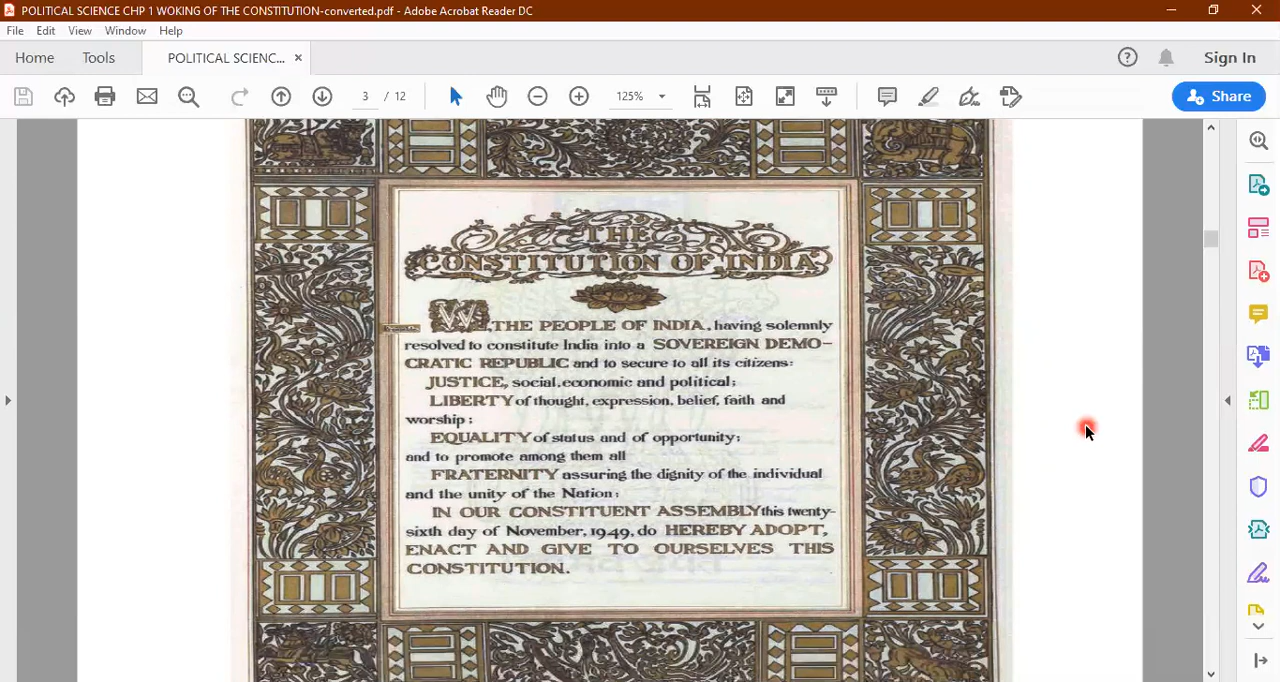 POLITICAL SCIENCE CHP 1 WOKING OF THE CONSTITUTION-converted.pdf - Adobe Acrobat Reader DC
File Edit View Window Help
Home Tools POLITICAL SCIENC... × Sign In
3 / 12 125% Share
THE
CONSTITUTION OF INDIA
WE, THE PEOPLE OF INDIA, having solemnly
resolved to constitute India into a SOVEREIGN DEMO-
CRATIC REPUBLIC and to secure to all its citizens:
JUSTICE, social, economic and political;
LIBERTY of thought, expression, belief, faith and
worship;
EQUALITY of status and of opportunity;
and to promote among them all
FRATERNITY assuring the dignity of the individual
and the unity of the Nation;
IN OUR CONSTITUENT ASSEMBLY this twenty-
sixth day of November, 1949, do HEREBY ADOPT,
ENACT AND GIVE TO OURSELVES THIS
CONSTITUTION.